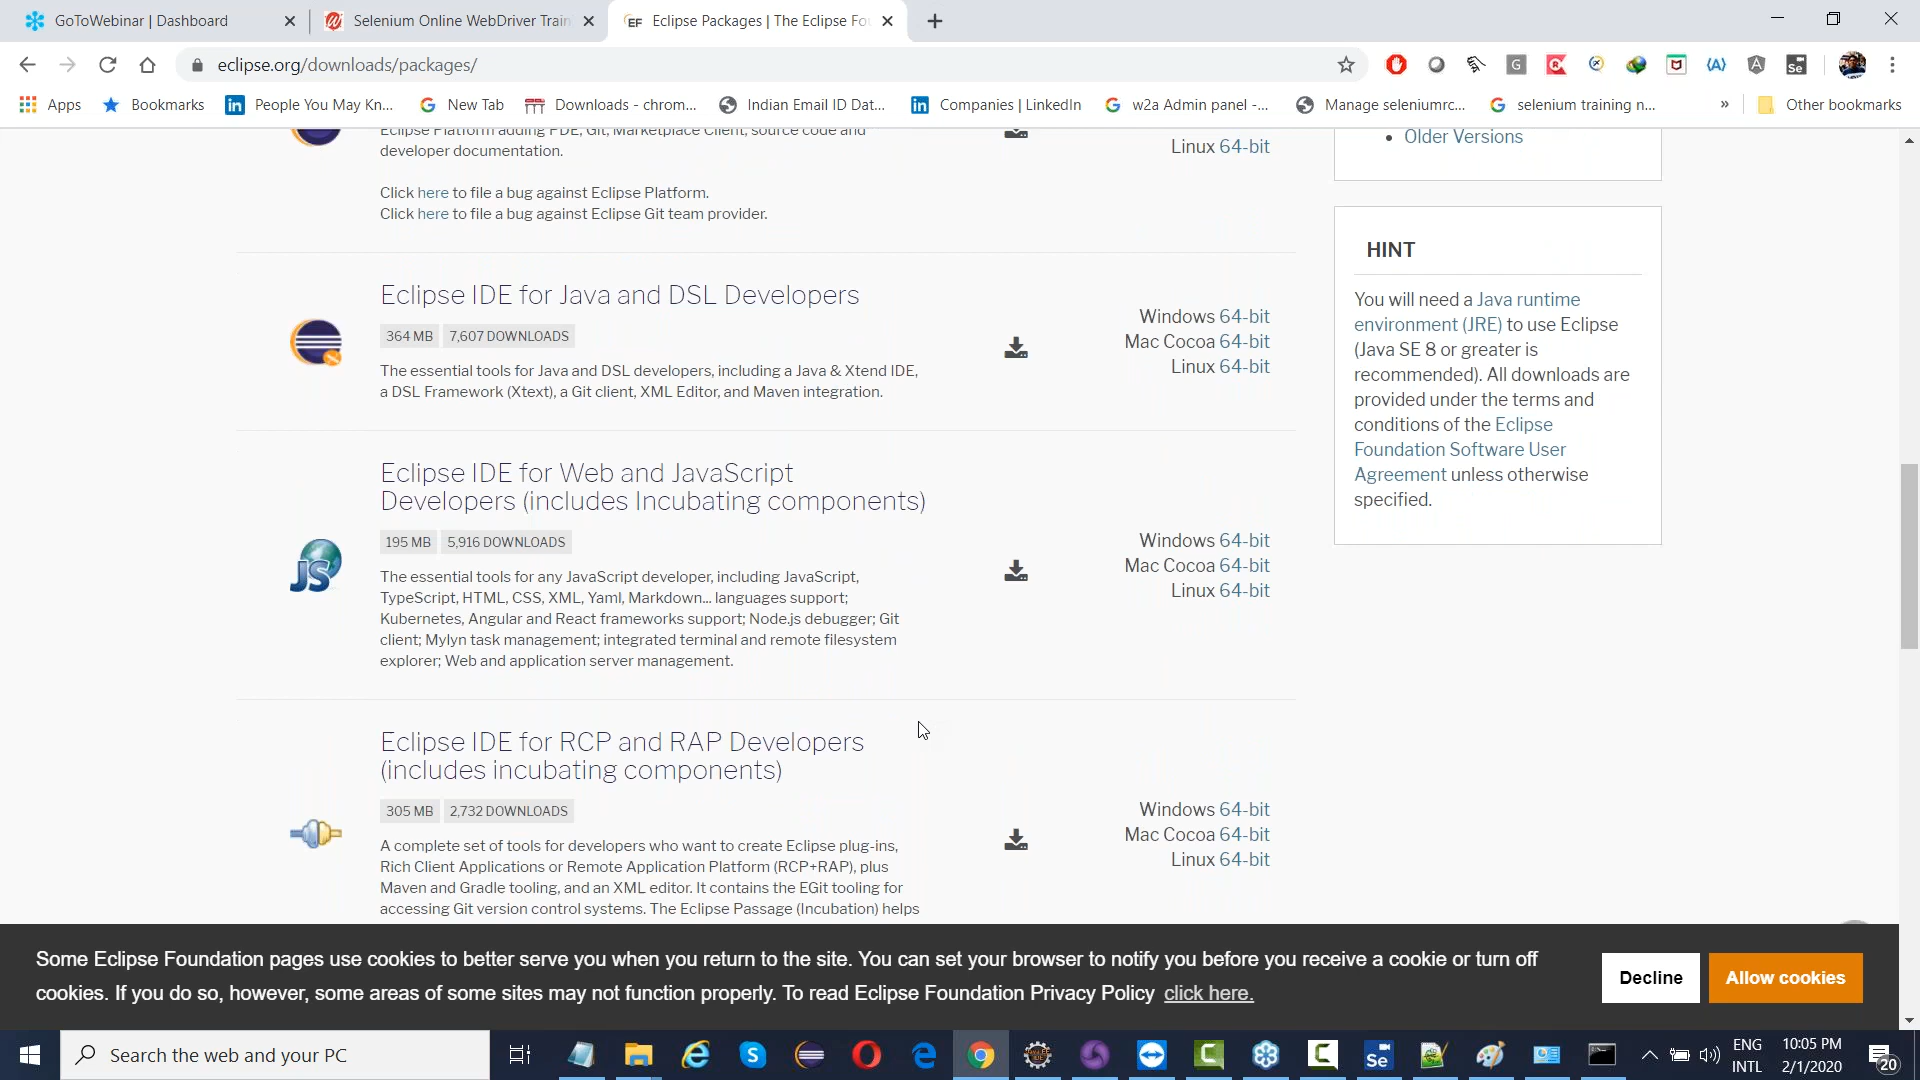 GoToWebinar | Dashboard
Selenium Online WebDriver Train
EF Eclipse Packages | The Eclipse Fo
eclipse.org/downloads/packages/
Apps Bookmarks People You May Kn... New Tab Downloads - chrom... Indian Email ID Dat... Companies | LinkedIn w2a Admin panel -... Manage seleniumrc... selenium training n... » Other bookmarks
Eclipse Platform adding PDE, Git, Marketplace Client, source code and
developer documentation.
Linux 64-bit
Click here to file a bug against Eclipse Platform.
Click here to file a bug against Eclipse Git team provider.
Eclipse IDE for Java and DSL Developers
364 MB 7,607 DOWNLOADS
The essential tools for Java and DSL developers, including a Java & Xtend IDE,
a DSL Framework (Xtext), a Git client, XML Editor, and Maven integration.
Windows 64-bit
Mac Cocoa 64-bit
Linux 64-bit
Eclipse IDE for Web and JavaScript
Developers (includes Incubating components)
195 MB 5,916 DOWNLOADS
The essential tools for any JavaScript developer, including JavaScript,
TypeScript, HTML, CSS, XML, Yaml, Markdown... languages support;
Kubernetes, Angular and React frameworks support; Node.js debugger; Git
client; Mylyn task management; integrated terminal and remote filesystem
explorer; Web and application server management.
Windows 64-bit
Mac Cocoa 64-bit
Linux 64-bit
Eclipse IDE for RCP and RAP Developers
(includes incubating components)
305 MB 2,732 DOWNLOADS
A complete set of tools for developers who want to create Eclipse plug-ins,
Rich Client Applications or Remote Application Platform (RCP+RAP), plus
Maven and Gradle tooling, and an XML editor. It contains the EGit tooling for
accessing Git version control systems. The Eclipse Passage (Incubation) helps
Windows 64-bit
Mac Cocoa 64-bit
Linux 64-bit
Older Versions
HINT
You will need a Java runtime
environment (JRE) to use Eclipse
(Java SE 8 or greater is
recommended). All downloads are
provided under the terms and
conditions of the Eclipse
Foundation Software User
Agreement unless otherwise
specified.
Some Eclipse Foundation pages use cookies to better serve you when you return to the site. You can set your browser to notify you before you receive a cookie or turn off
cookies. If you do so, however, some areas of some sites may not function properly. To read Eclipse Foundation Privacy Policy click here.
Decline
Allow cookies
Search the web and your PC
ENG
INTL
10:05 PM
2/1/2020
20